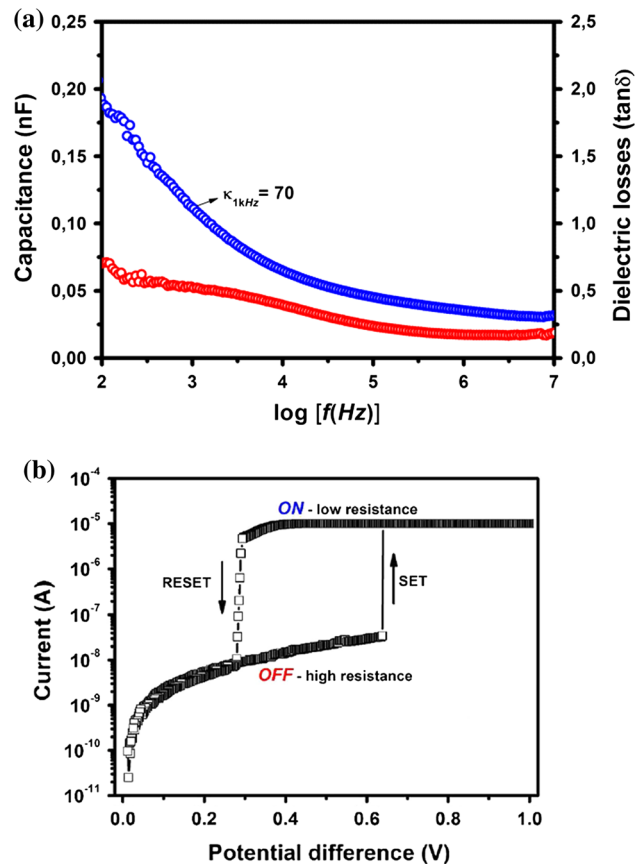 (a)
0,25
0,20
0,15
0,10
0,05
0,00
Capacitance (nF)
κ1kHz = 70
2,5
2,0
1,5
1,0
0,5
0,0
Dielectric losses (tanδ)
2 3 4 5 6 7
log [f(Hz)]
(b)
10-4
10-5
10-6
10-7
10-8
10-9
10-10
10-11
Current (A)
ON - low resistance
RESET
SET
OFF - high resistance
0.0 0.2 0.4 0.6 0.8 1.0
Potential difference (V)